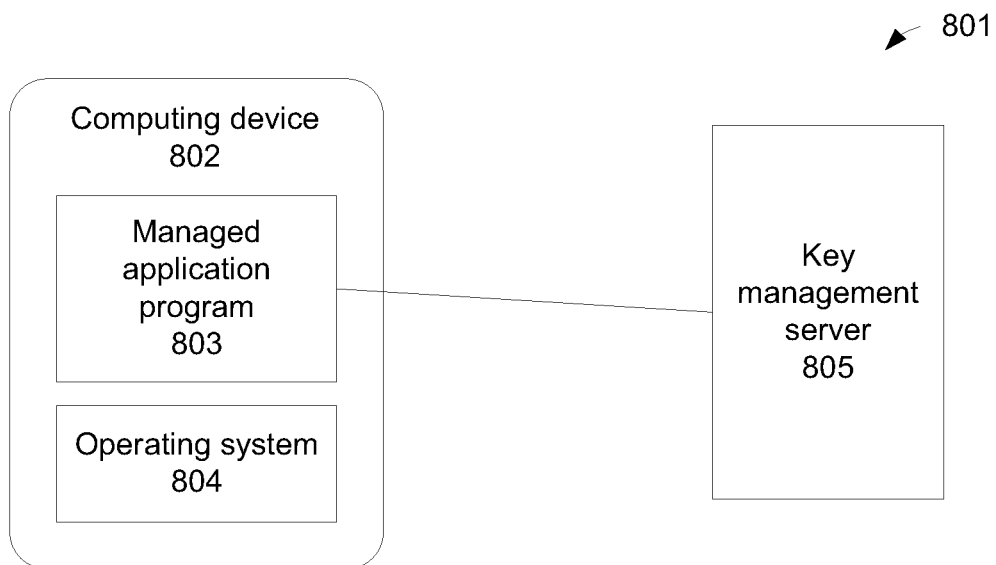 801
Computing device
802
Managed
application
program
803
Operating system
804
Key
management
server
805